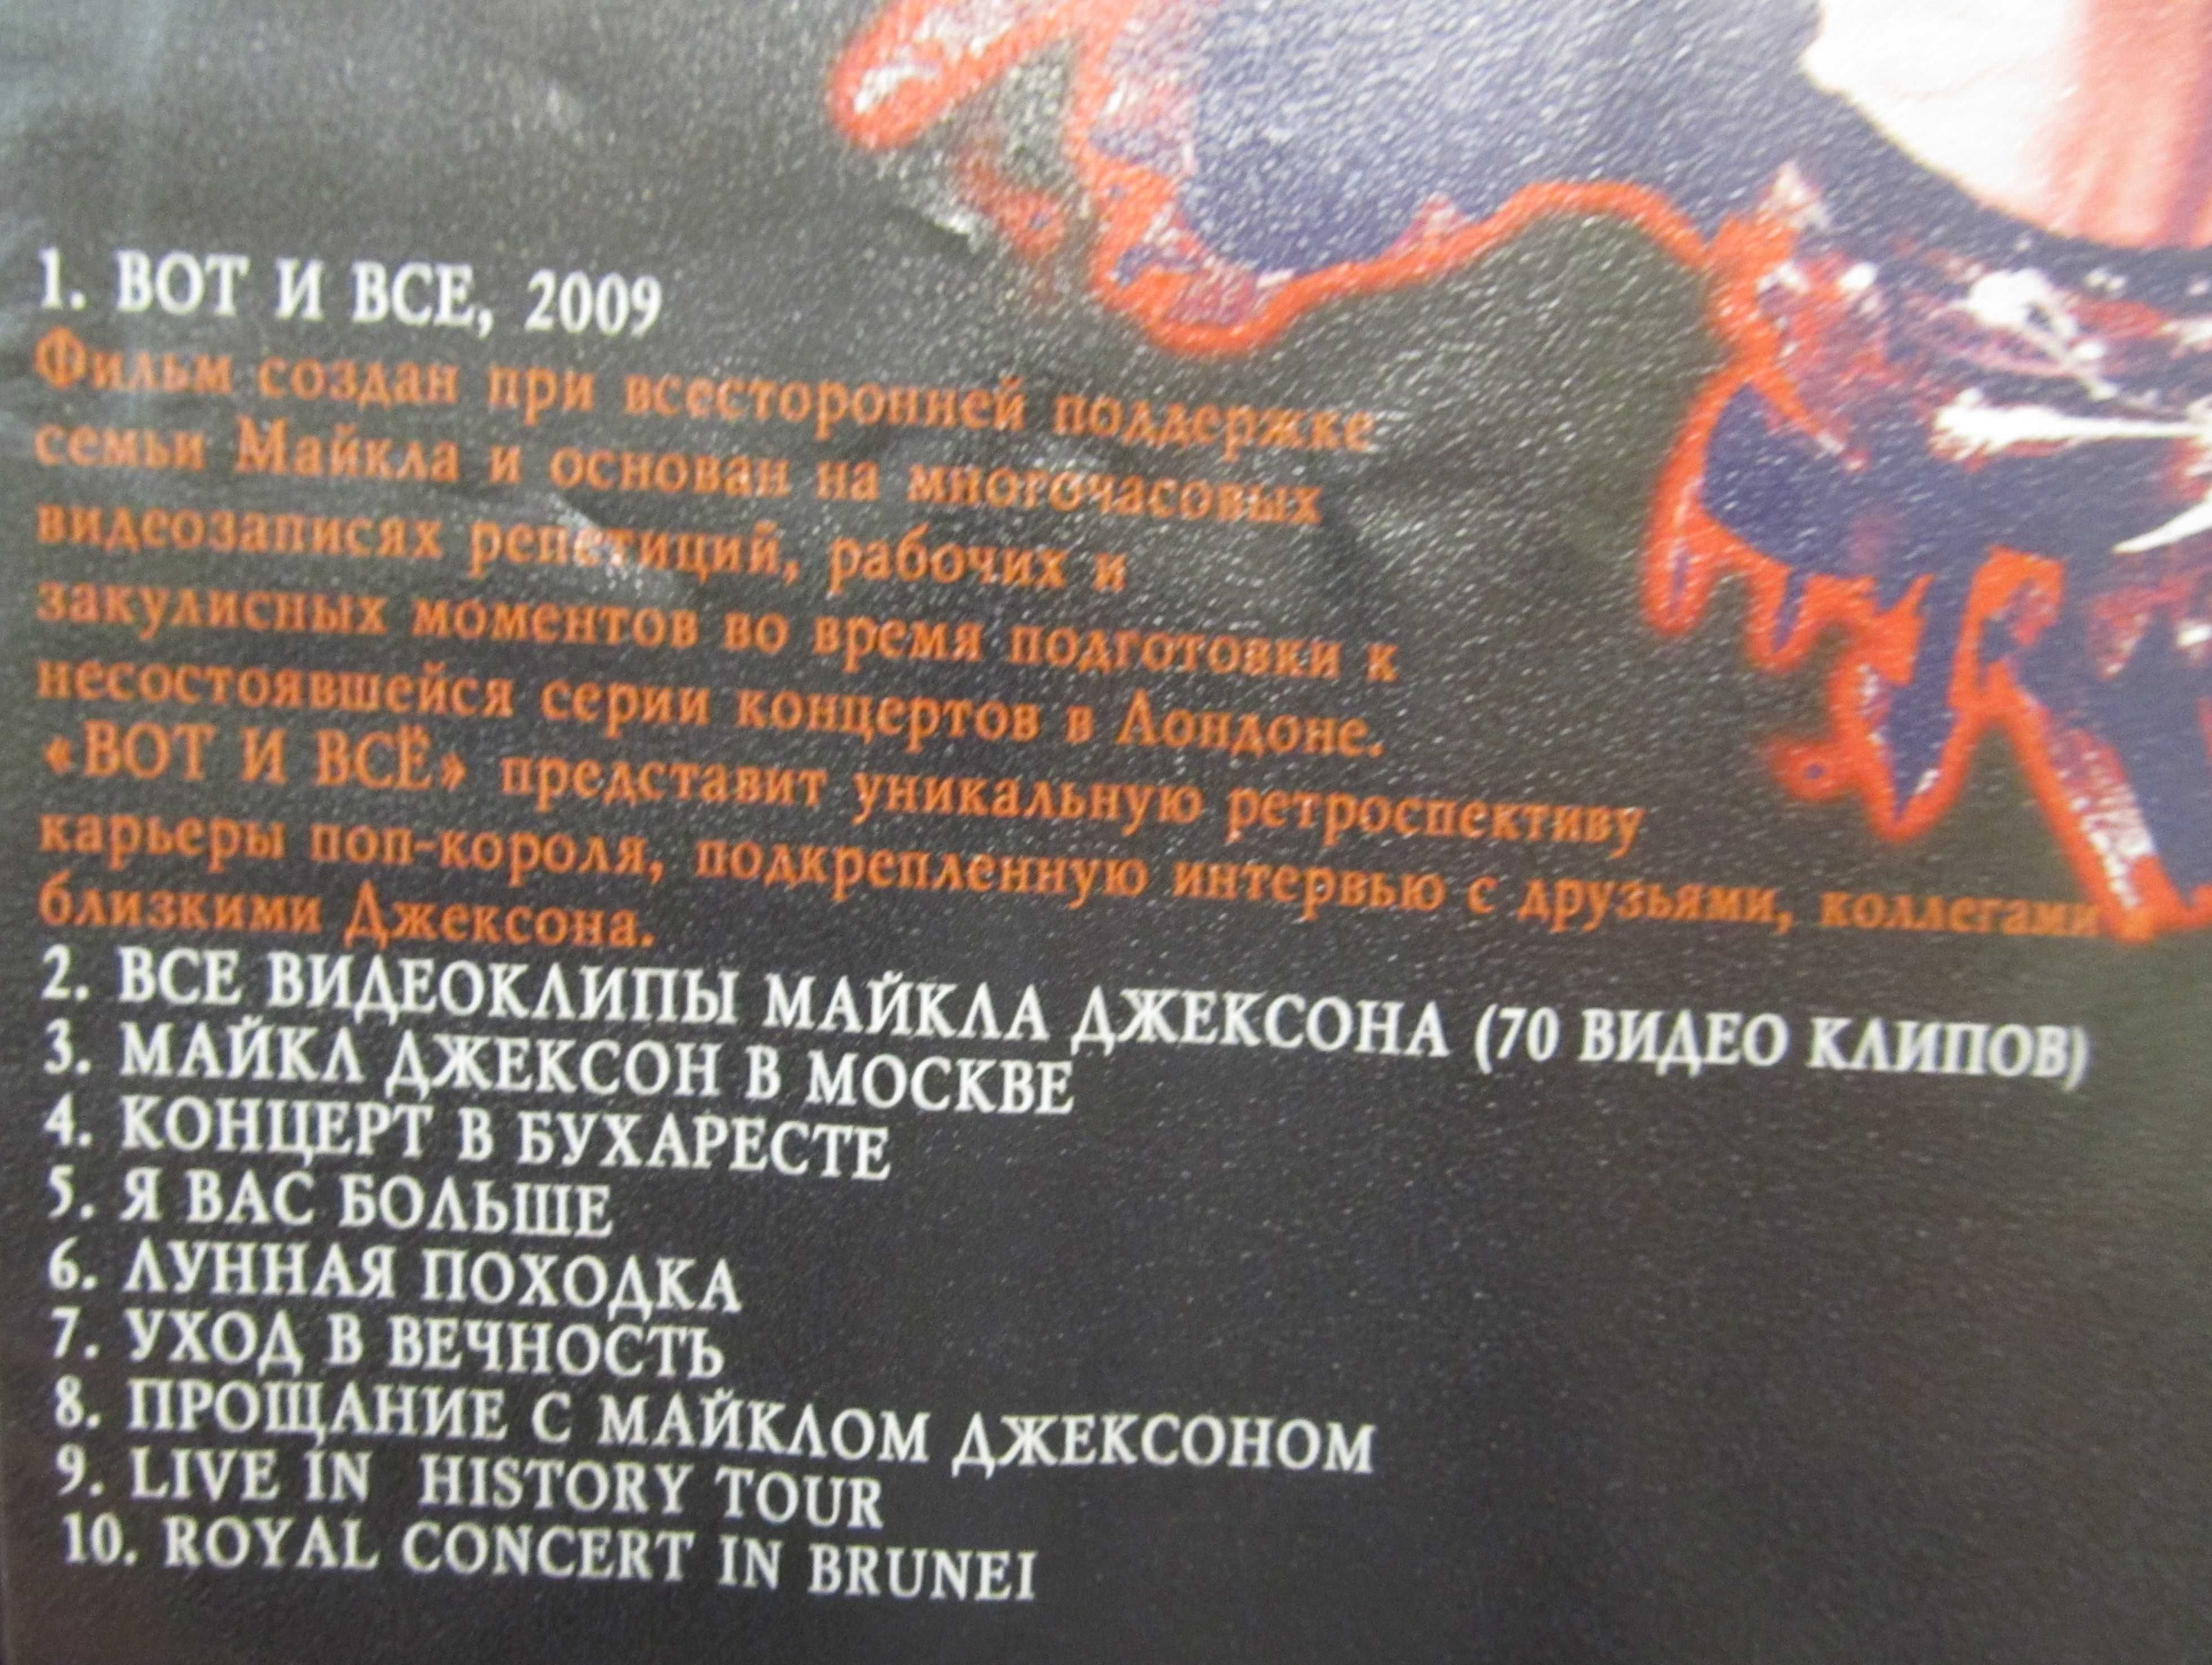 1. ВОТ И ВСЕ, 2009
Фильм создан при всесторонней поддержке
семьи Майкла и основан на многочасовых
видеозаписях репетиций, рабочих и
закулисных моментов во время подготовки к
несостоявшейся серии концертов в Лондоне.
«ВОТ И ВСЁ» представит уникальную ретроспективу
карьеры поп-короля, подкрепленную интервью с друзьями, коллегами
близкими Джексона.
2. ВСЕ ВИДЕОКЛИПЫ МАЙКЛА ДЖЕКСОНА (70 ВИДЕО КЛИПОВ)
3. МАЙКЛ ДЖЕКСОН В МОСКВЕ
4. КОНЦЕРТ В БУХАРЕСТЕ
5. Я ВАС БОЛЬШЕ
6. ЛУННАЯ ПОХОДКА
7. УХОД В ВЕЧНОСТЬ
8. ПРОЩАНИЕ С МАЙКЛОМ ДЖЕКСОНОМ
9. LIVE IN HISTORY TOUR
10. ROYAL CONCERT IN BRUNEI